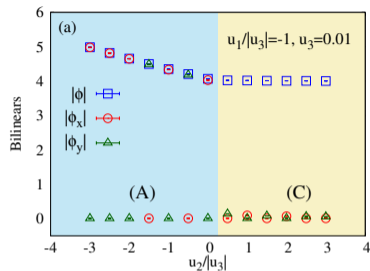 (a)
u₁/|u₃|=-1, u₃=0.01
6
5
4
3
2
1
0
Bilinears
|ϕ|
|ϕₓ|
|ϕᵧ|
(A)
(C)
-4 -3 -2 -1 0 1 2 3 4
u₂/|u₃|